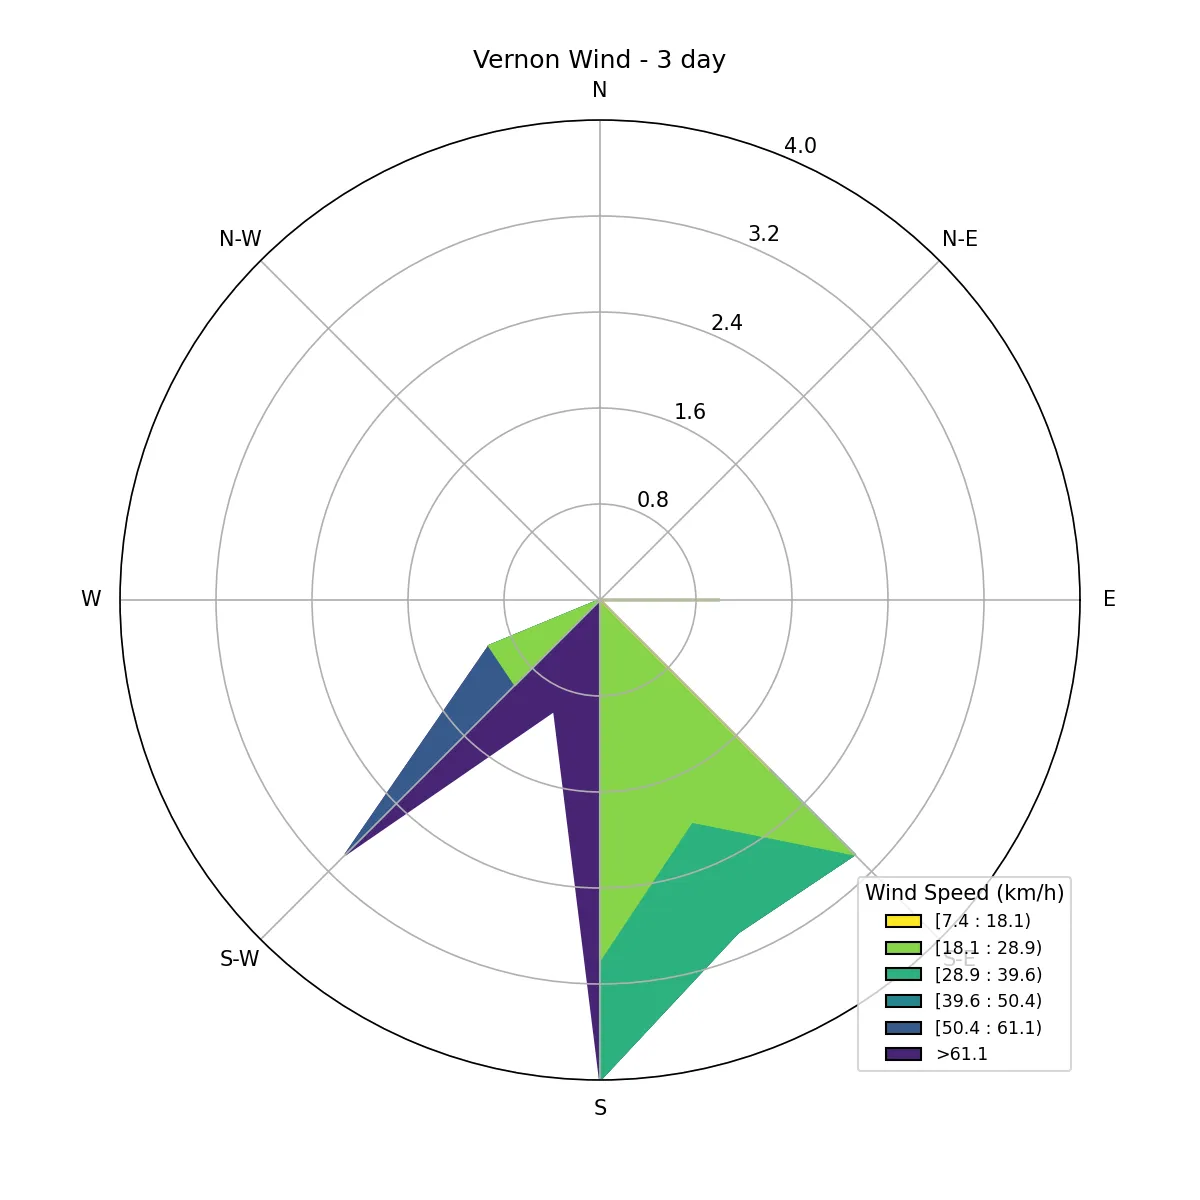 Vernon Wind - 3 day
N
4.0
N-W
3.2
N-E
2.4
1.6
0.8
W
E
S-W
S-E
S
Wind Speed (km/h)
[7.4 : 18.1)
[18.1 : 28.9)
[28.9 : 39.6)
[39.6 : 50.4)
[50.4 : 61.1)
>61.1